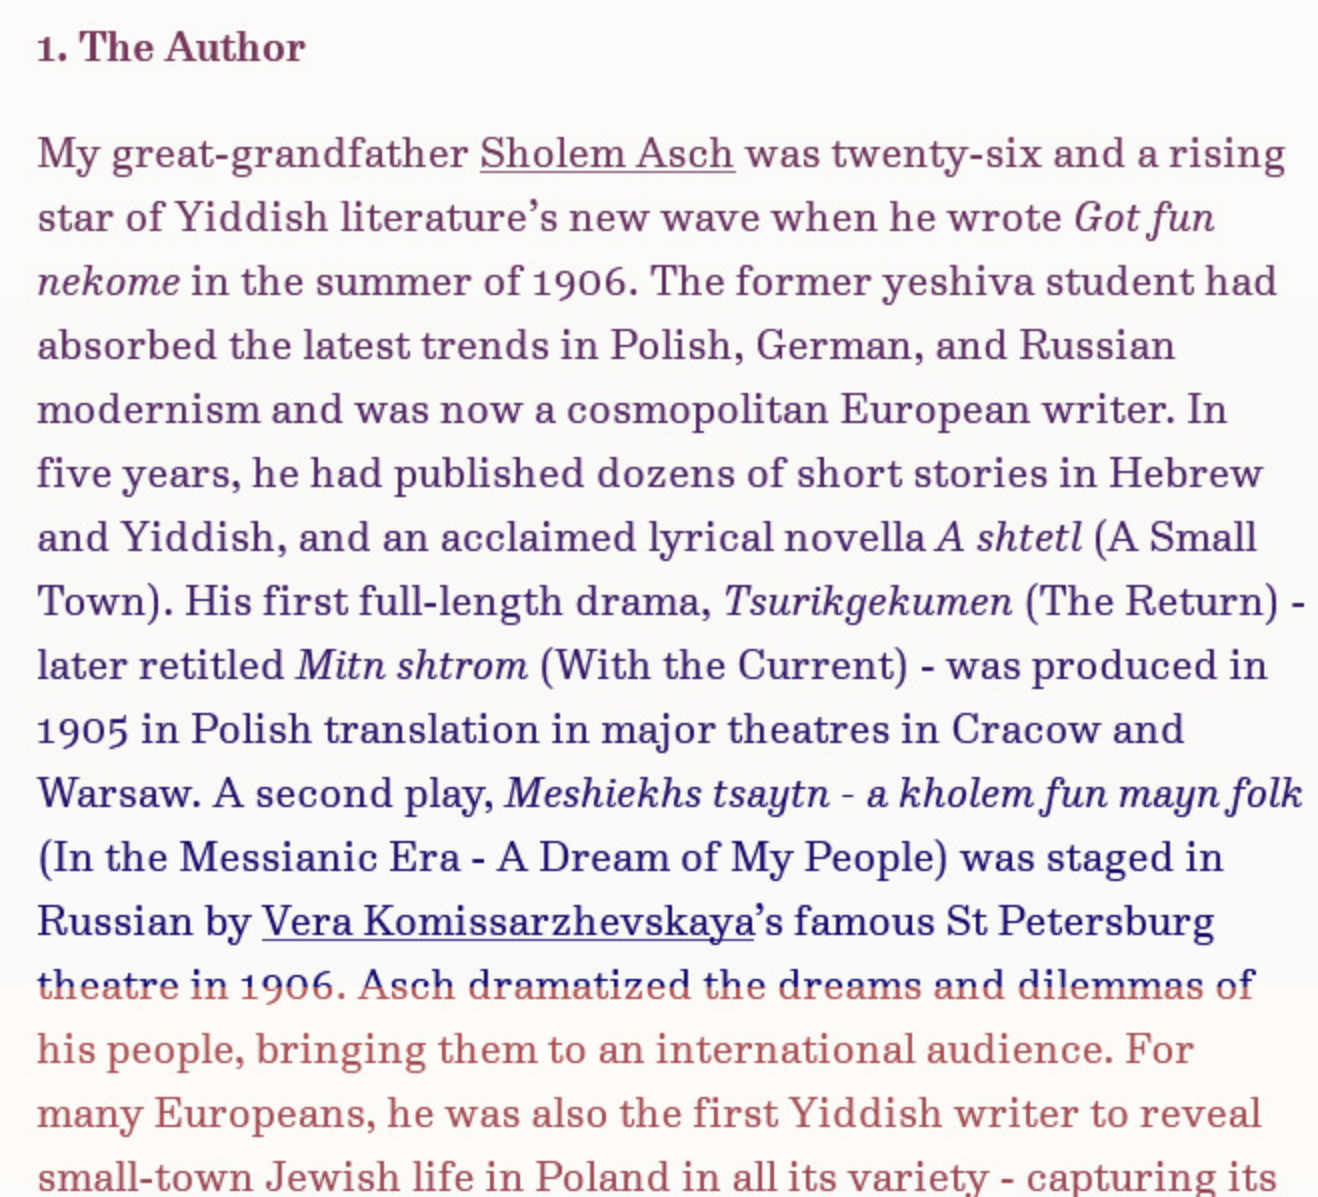 1. The Author
My great-grandfather Sholem Asch was twenty-six and a rising
star of Yiddish literature’s new wave when he wrote Got fun
nekome in the summer of 1906. The former yeshiva student had
absorbed the latest trends in Polish, German, and Russian
modernism and was now a cosmopolitan European writer. In
five years, he had published dozens of short stories in Hebrew
and Yiddish, and an acclaimed lyrical novella A shtetl (A Small
Town). His first full-length drama, Tsurikgekumen (The Return) -
later retitled Mitn shtrom (With the Current) - was produced in
1905 in Polish translation in major theatres in Cracow and
Warsaw. A second play, Meshiekhs tsaytn - a kholem fun mayn folk
(In the Messianic Era - A Dream of My People) was staged in
Russian by Vera Komissarzhevskaya’s famous St Petersburg
theatre in 1906. Asch dramatized the dreams and dilemmas of
his people, bringing them to an international audience. For
many Europeans, he was also the first Yiddish writer to reveal
small-town Jewish life in Poland in all its variety - capturing its